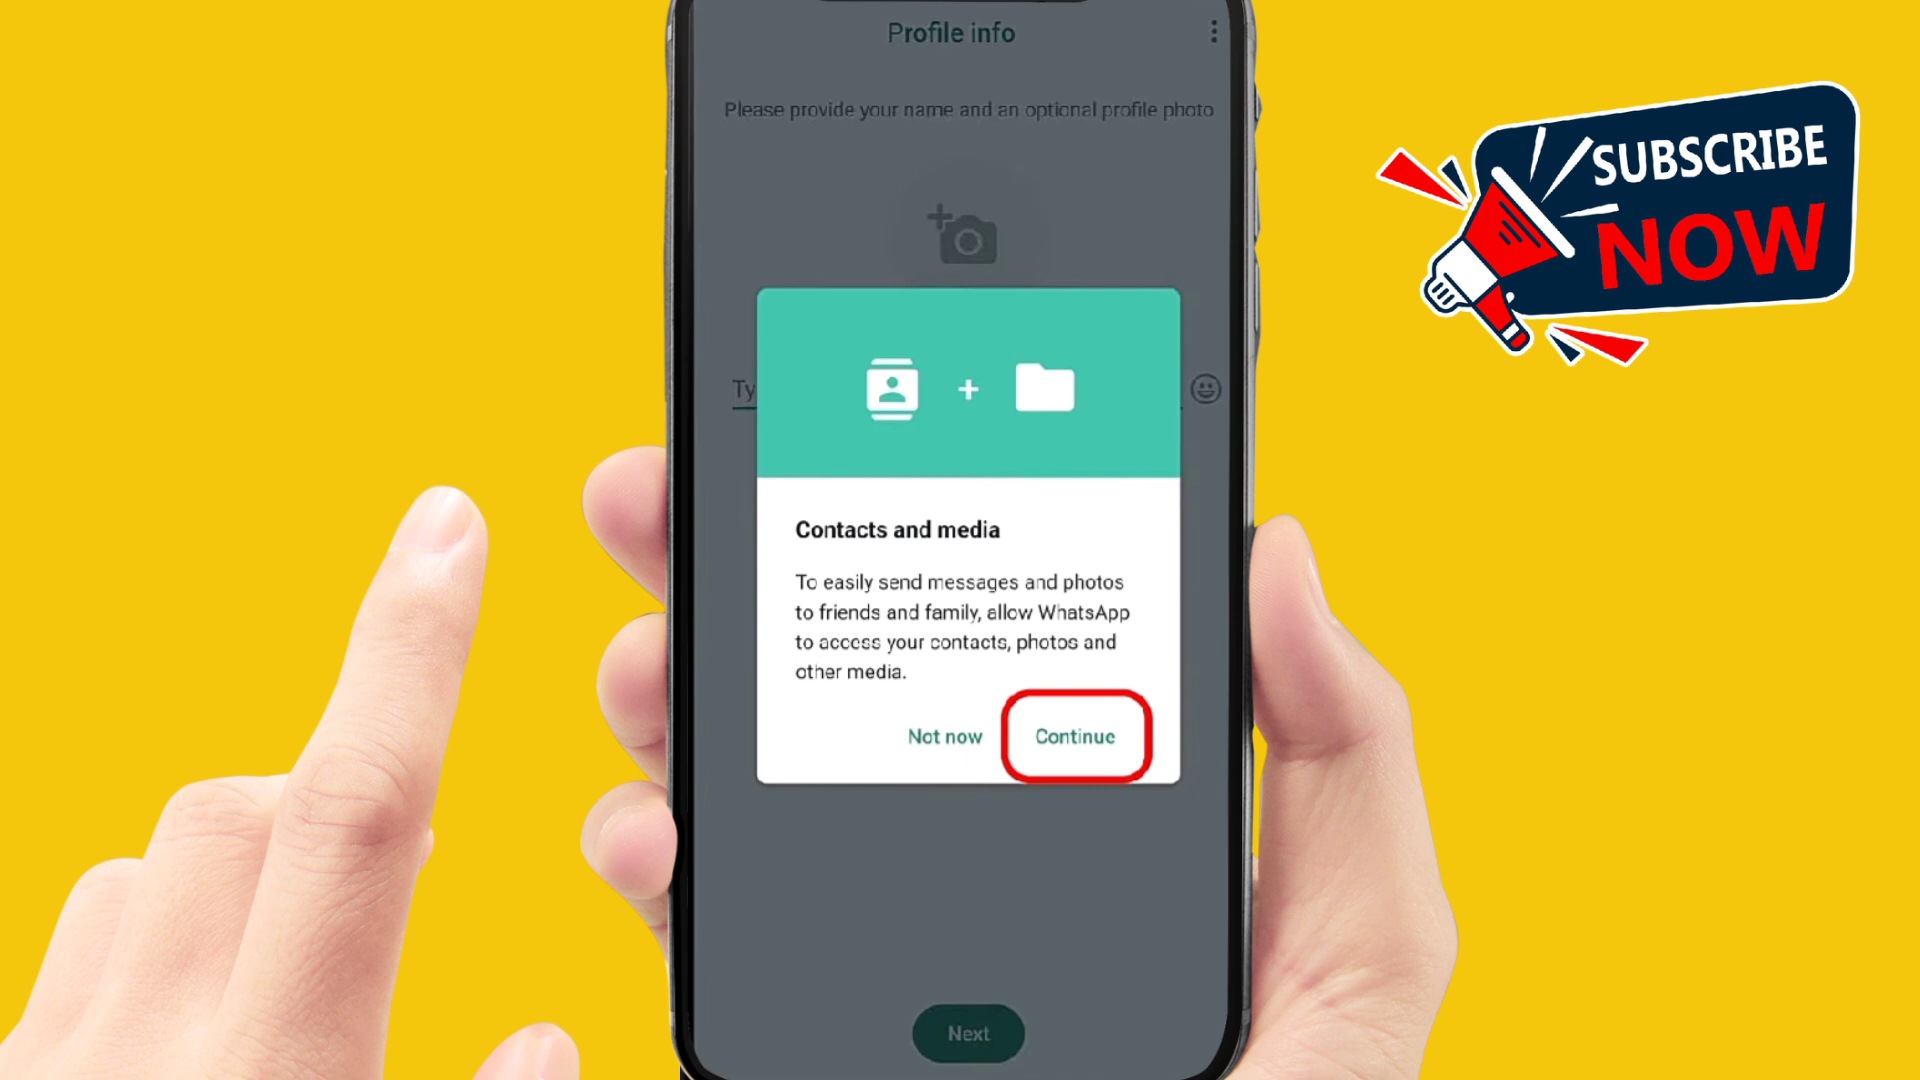 Profile info
Please provide your name and an optional profile photo
SUBSCRIBE
NOW
Ty
Contacts and media
To easily send messages and photos
to friends and family, allow WhatsApp
to access your contacts, photos and
other media.
Not now
Continue
Next